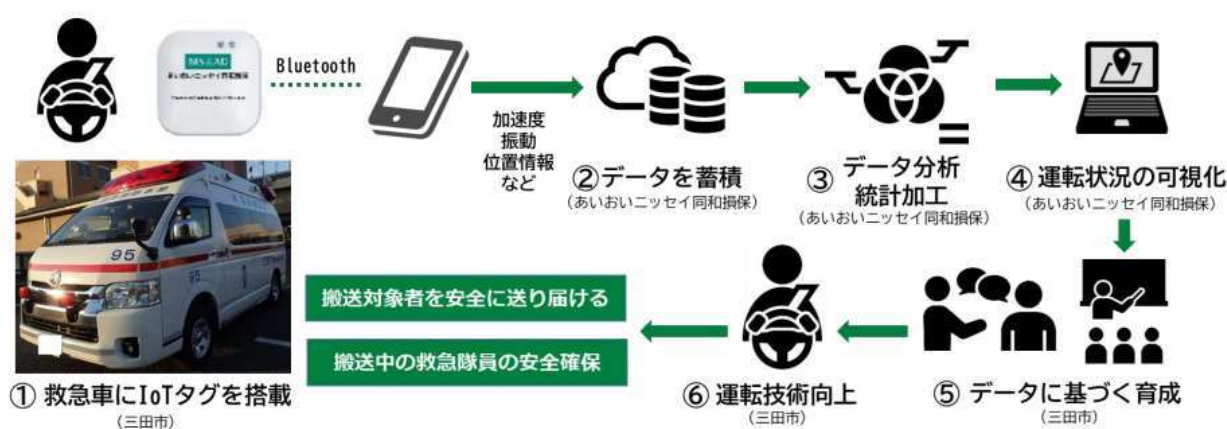 MS&AD
あいおいニッセイ同和損保
Bluetooth
加速度
振動
位置情報
など
②データを蓄積
(あいおいニッセイ同和損保)
③ データ分析
統計加工
(あいおいニッセイ同和損保)
④ 運転状況の可視化
(あいおいニッセイ同和損保)
95
95
① 救急車にIoTタグを搭載
(三田市)
搬送対象者を安全に送り届ける
搬送中の救急隊員の安全確保
⑥ 運転技術向上
(三田市)
⑤ データに基づく育成
(三田市)